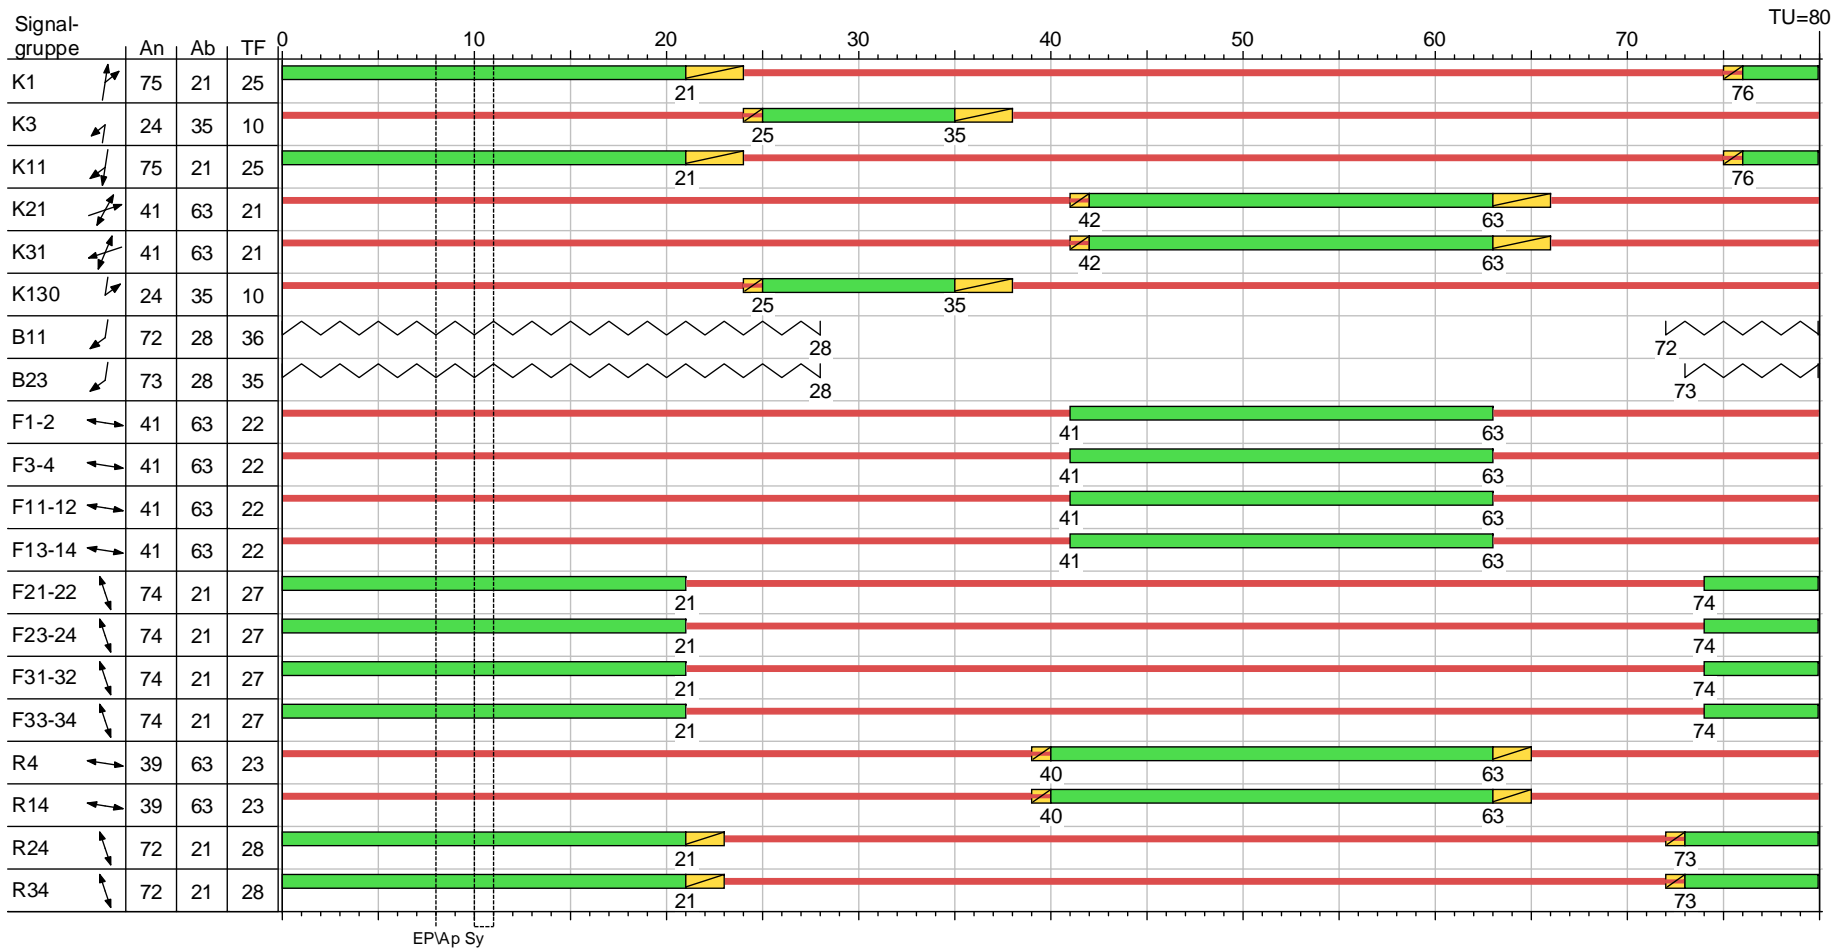 TU=80
Signal-
gruppe An Ab TF 0 10 20 30 40 50 60 70
K1 75 21 25
21 76
K3 24 35 10
25 35
K11 75 21 25
21 76
K21 41 63 21
42 63
K31 41 63 21
42 63
K130 24 35 10
25 35
B11 72 28 36
28 72
B23 73 28 35
28 73
F1-2 41 63 22
41 63
F3-4 41 63 22
41 63
F11-12 41 63 22
41 63
F13-14 41 63 22
41 63
F21-22 74 21 27
21 74
F23-24 74 21 27
21 74
F31-32 74 21 27
21 74
F33-34 74 21 27
21 74
R4 39 63 23
40 63
R14 39 63 23
40 63
R24 72 21 28
21 73
R34 72 21 28
21 73
EP\Ap Sy